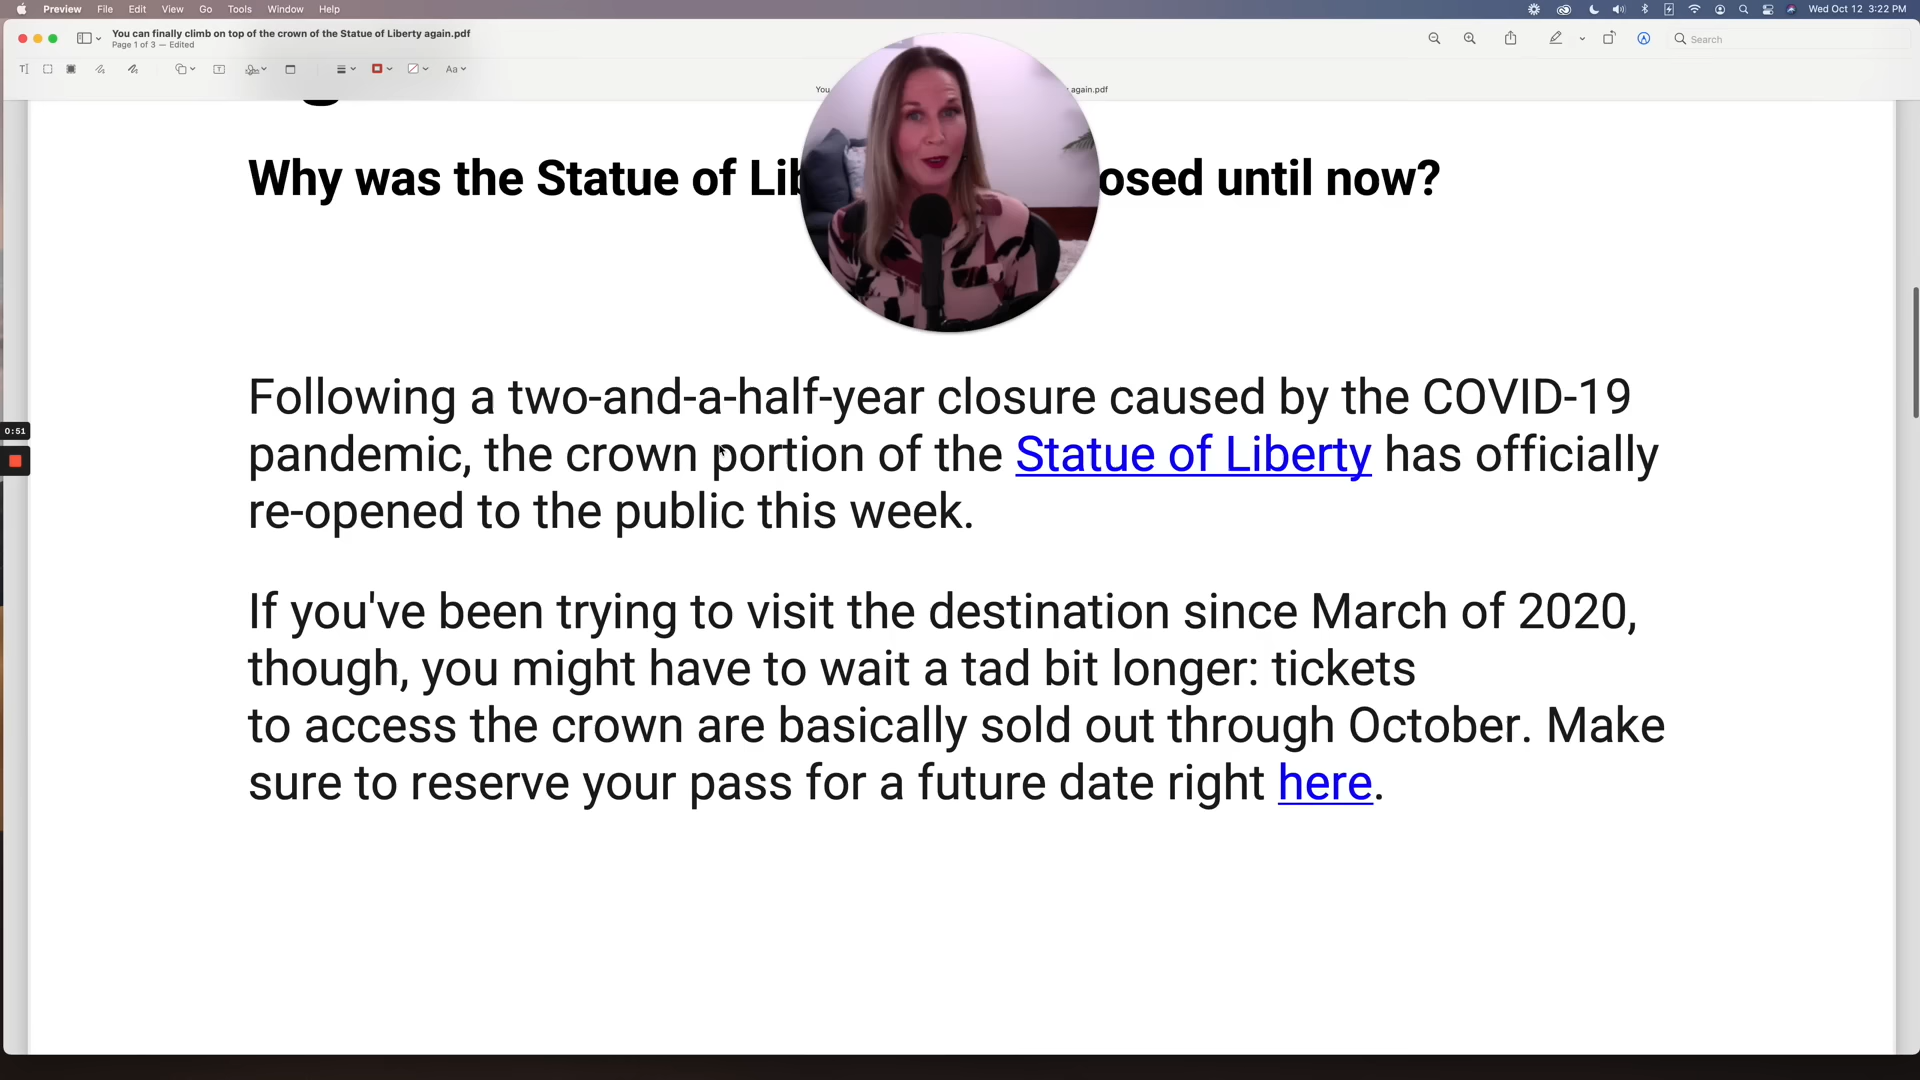 Preview File Edit View Go Tools Window Help Wed Oct 12 3:22 PM
You can finally climb on top of the crown of the Statue of Liberty again.pdf
Page 1 of 3 — Edited
Search
Aa
You again.pdf
Why was the Statue of Lib osed until now?
Following a two-and-a-half-year closure caused by the COVID-19
pandemic, the crown portion of the Statue of Liberty has officially
re-opened to the public this week.
0:51
If you've been trying to visit the destination since March of 2020,
though, you might have to wait a tad bit longer: tickets
to access the crown are basically sold out through October. Make
sure to reserve your pass for a future date right here.